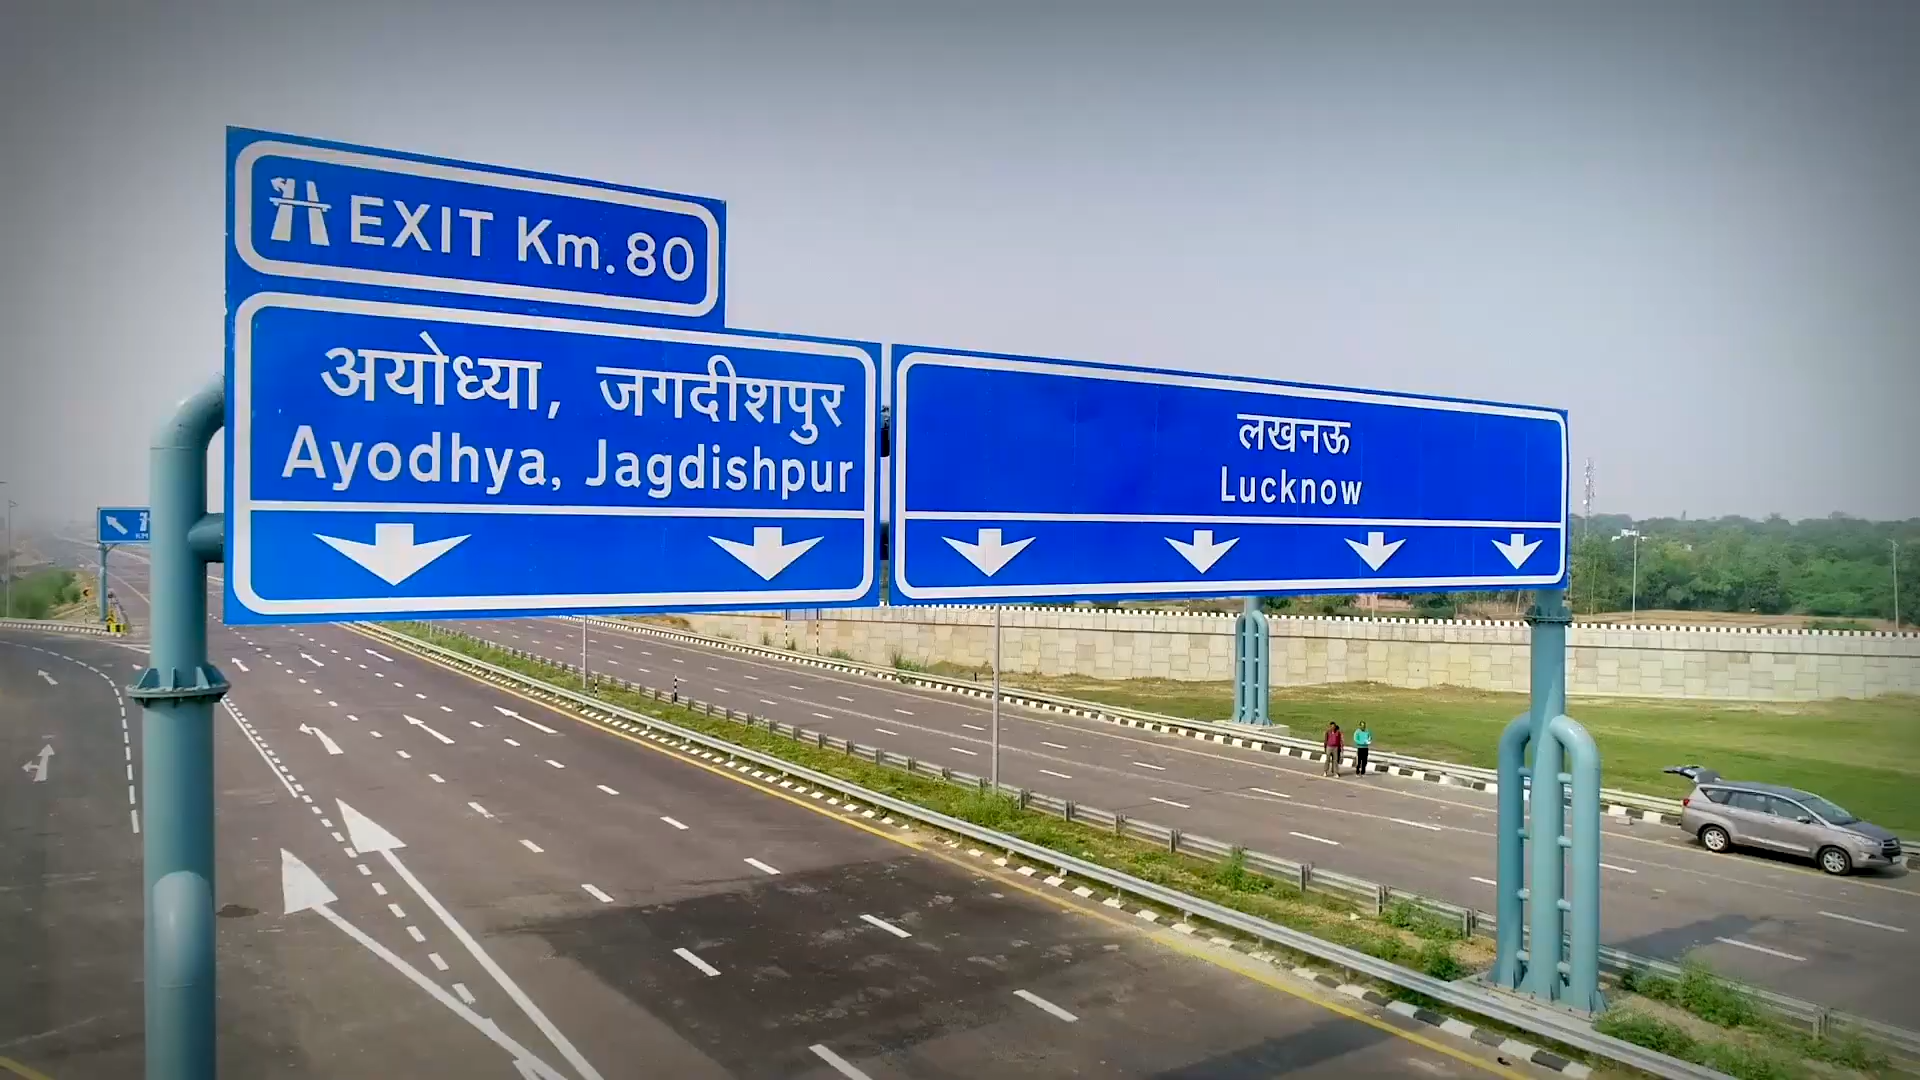 EXIT Km. 80
अयोध्या, जगदीशपुर
Ayodhya, Jagdishpur
लखनऊ
Lucknow